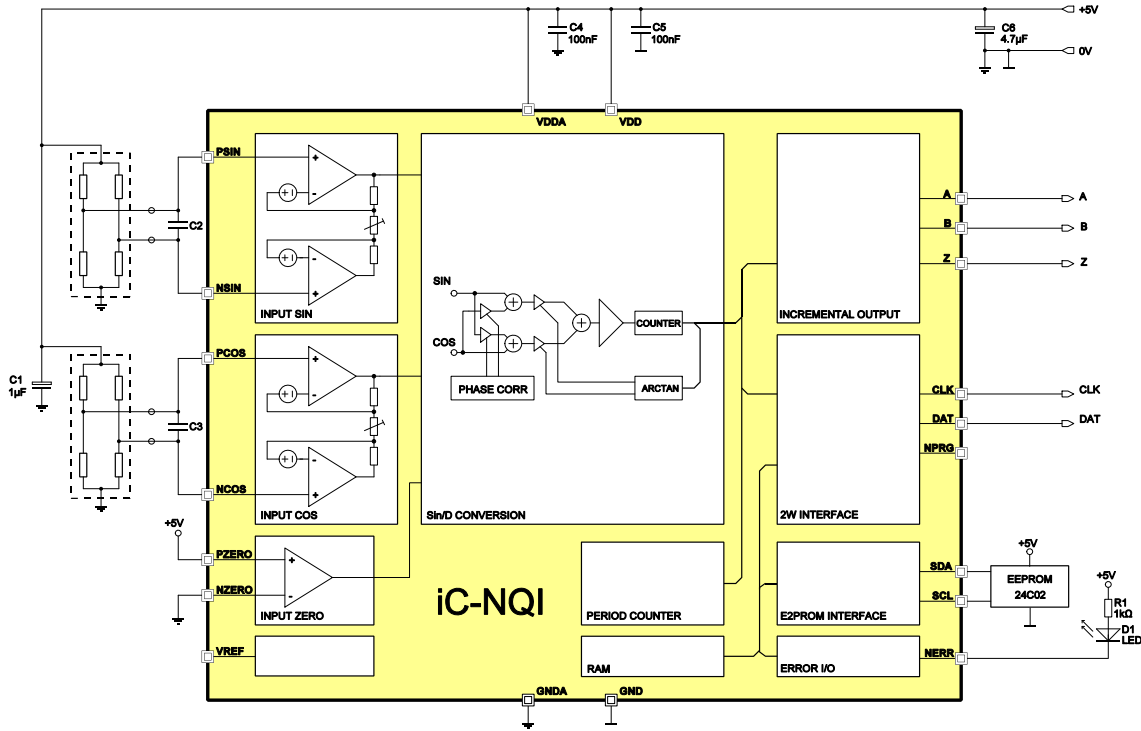 +5V
C4
100nF
C5
100nF
C6
4.7µF
0V
VDDA
VDD
PSIN
C2
NSIN
INPUT SIN
SIN
COS
COUNTER
ARCTAN
PHASE CORR
A
A
B
B
Z
Z
INCREMENTAL OUTPUT
PCOS
C1
1µF
C3
NCOS
INPUT COS
Sin/D CONVERSION
CLK
CLK
DAT
DAT
NPRG
2W INTERFACE
+5V
PZERO
NZERO
INPUT ZERO
iC-NQI
PERIOD COUNTER
SDA
SCL
E2PROM INTERFACE
+5V
EEPROM
24C02
+5V
R1
1kΩ
D1
LED
VREF
RAM
ERROR I/O
NERR
GNDA
GND